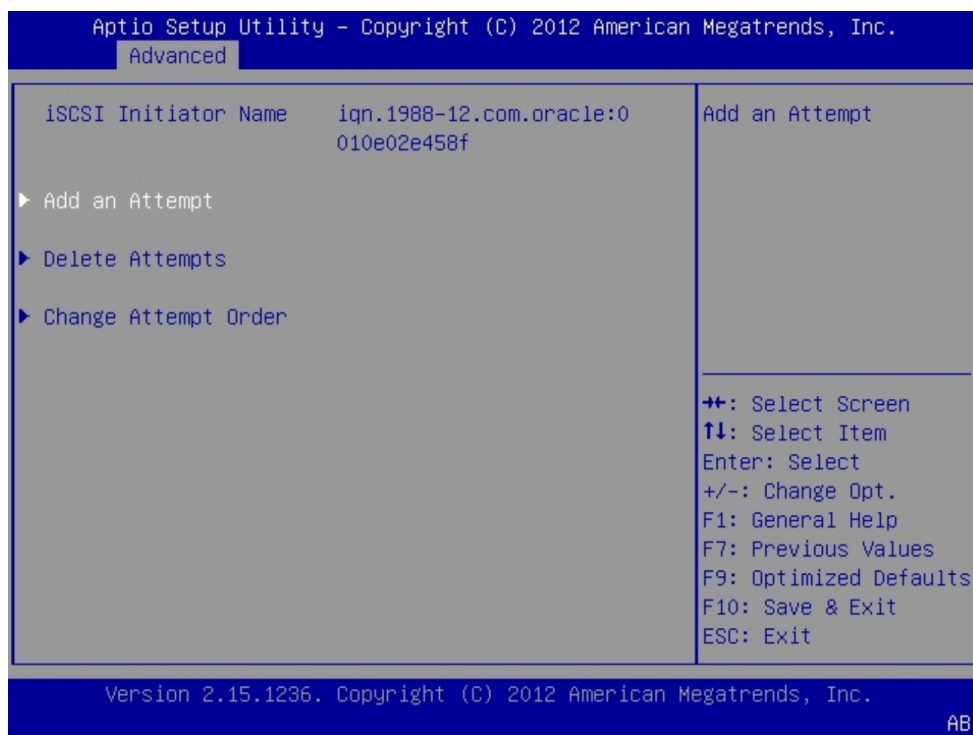 Aptio Setup Utility – Copyright (C) 2012 American Megatrends, Inc.
Advanced
iSCSI Initiator Name iqn.1988-12.com.oracle:0
010e02e458f
Add an Attempt
Delete Attempts
Change Attempt Order
Add an Attempt
→←: Select Screen
↑↓: Select Item
Enter: Select
+/-: Change Opt.
F1: General Help
F7: Previous Values
F9: Optimized Defaults
F10: Save & Exit
ESC: Exit
Version 2.15.1236. Copyright (C) 2012 American Megatrends, Inc.
AB